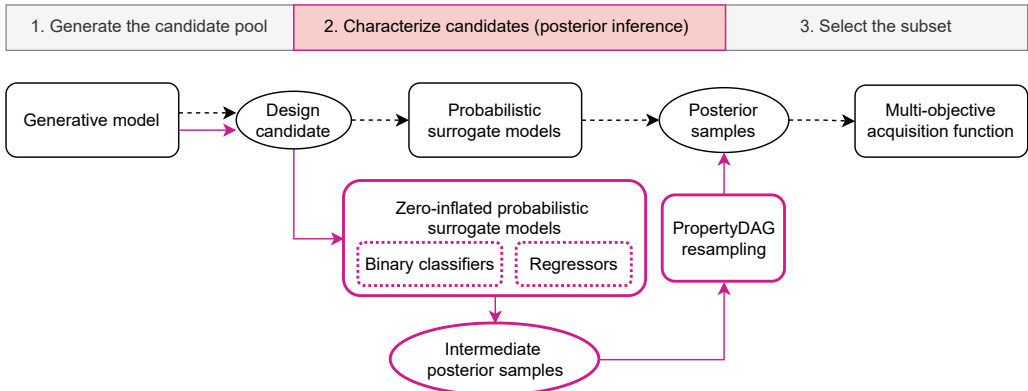 1. Generate the candidate pool
2. Characterize candidates (posterior inference)
3. Select the subset
Generative model
Design
candidate
Probabilistic
surrogate models
Posterior
samples
Multi-objective
acquisition function
Zero-inflated probabilistic
surrogate models
Binary classifiers
Regressors
PropertyDAG
resampling
Intermediate
posterior samples